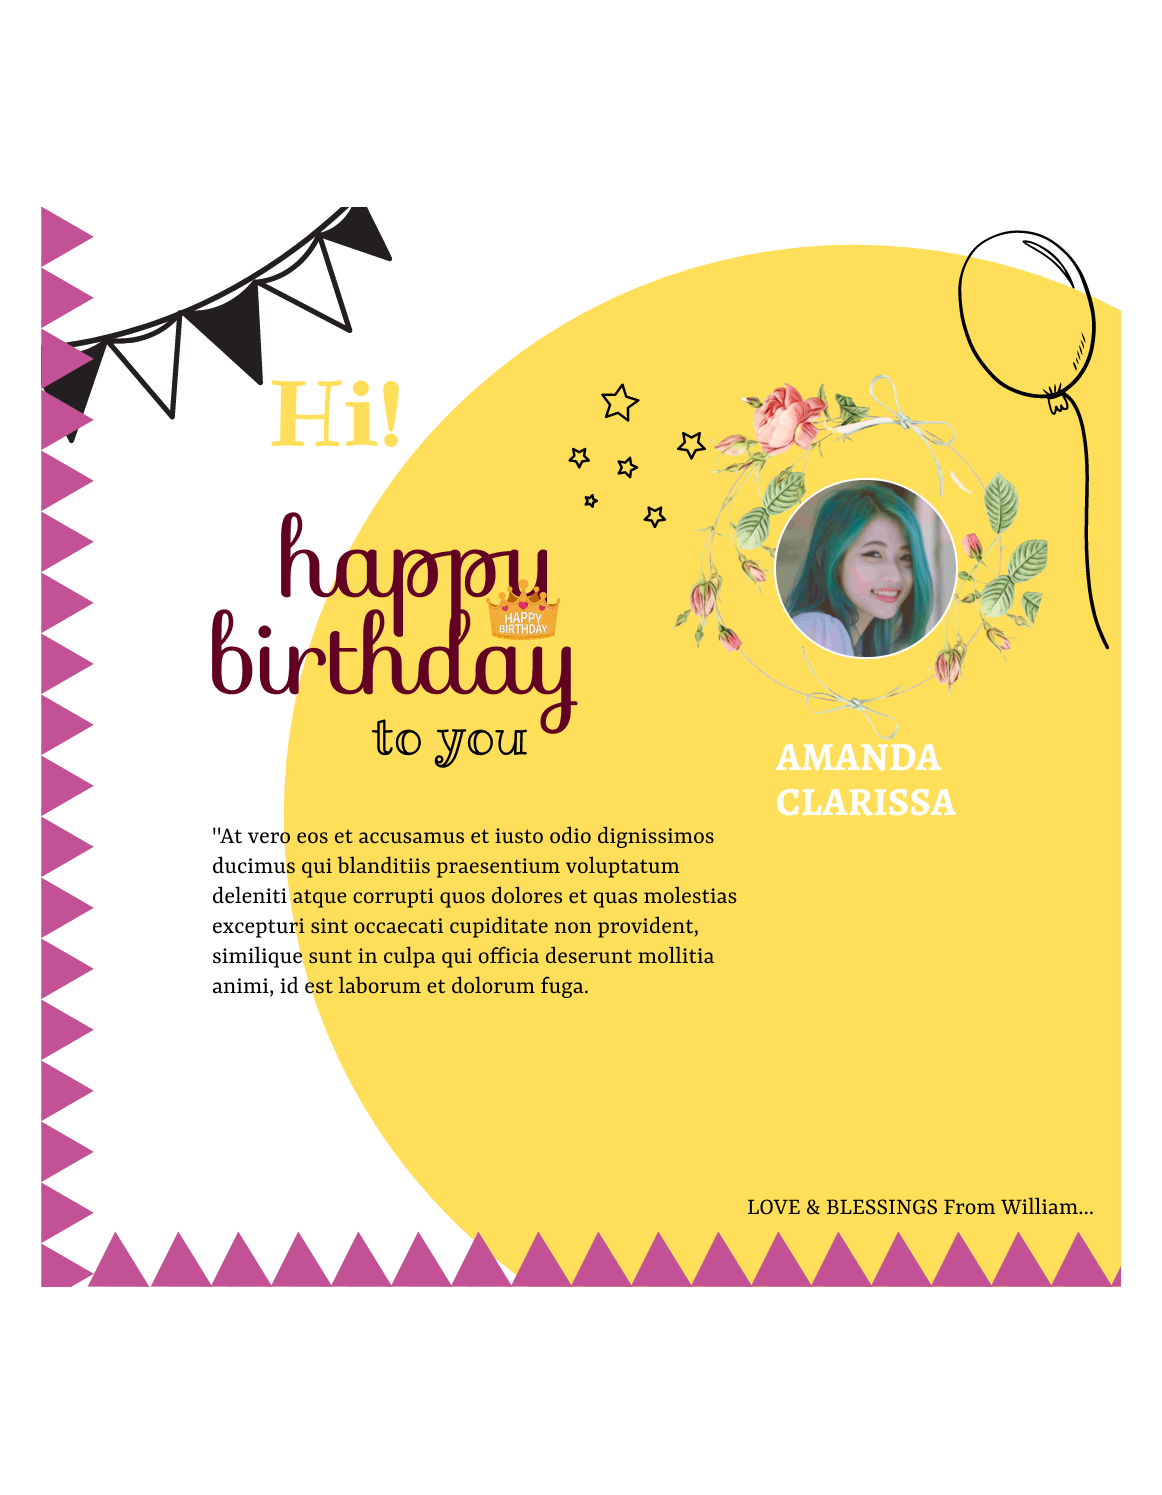 Hi!
happy
HAPPY
BIRTHDAY
birthday
to you
AMANDA
CLARISSA
"At vero eos et accusamus et iusto odio dignissimos
ducimus qui blanditiis praesentium voluptatum
deleniti atque corrupti quos dolores et quas molestias
excepturi sint occaecati cupiditate non provident,
similique sunt in culpa qui officia deserunt mollitia
animi, id est laborum et dolorum fuga.
LOVE & BLESSINGS From William...